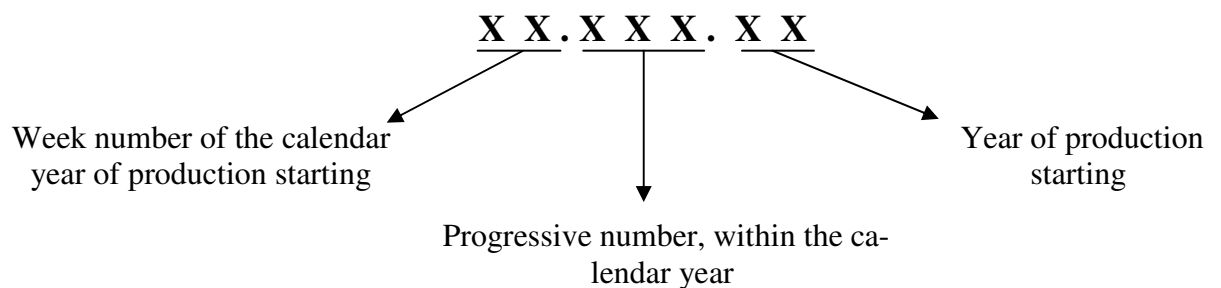 X X . X X X . X X
Week number of the calendar
year of production starting
Year of production
starting
Progressive number, within the ca-
lendar year